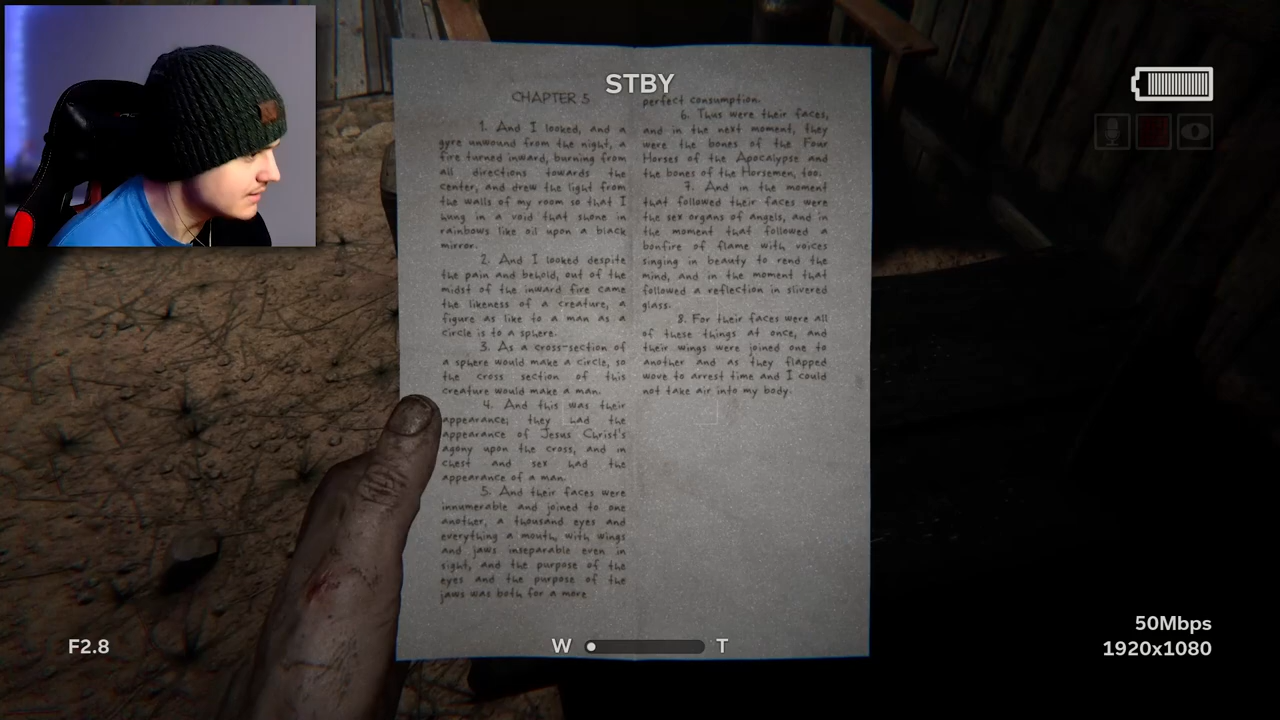 STBY
CHAPTER 5
1. And I looked, and a
gyre unwound from the night, a
fire turned inward, burning from
all directions towards the
center, and drew the light from
the walls of my room so that I
hung in a void that shone in
rainbows like oil upon a black
mirror.
2. And I looked despite
the pain and behold, out of the
midst of the inward fire came
the likeness of a creature, a
figure as like to a man as a
circle is to a sphere.
3. As a cross-section of
a sphere would make a circle, so
the cross section of this
creature would make a man.
4. And this was their
appearance; they had the
appearance of Jesus Christ's
agony upon the cross, and in
chest and sex had the
appearance of a man.
5. And their faces were
innumerable and joined to one
another, a thousand eyes and
everything a mouth, with wings
and jaws inseparable even in
sight, and the purpose of the
eyes and the purpose of the
jaws was both for a more
perfect consumption.
6. Thus were their faces,
and in the next moment, they
were the bones of the Four
Horses of the Apocalypse and
the bones of the Horsemen, too.
7. And in the moment
that followed their faces were
the sex organs of angels, and in
the moment that followed a
bonfire of flame with voices
singing in beauty to rend the
mind, and in the moment that
followed a reflection in slivered
glass.
8. For their faces were all
of these things at once, and
their wings were joined one to
another and as they flapped
wove to arrest time and I could
not take air into my body.
F2.8
W T
50Mbps
1920x1080